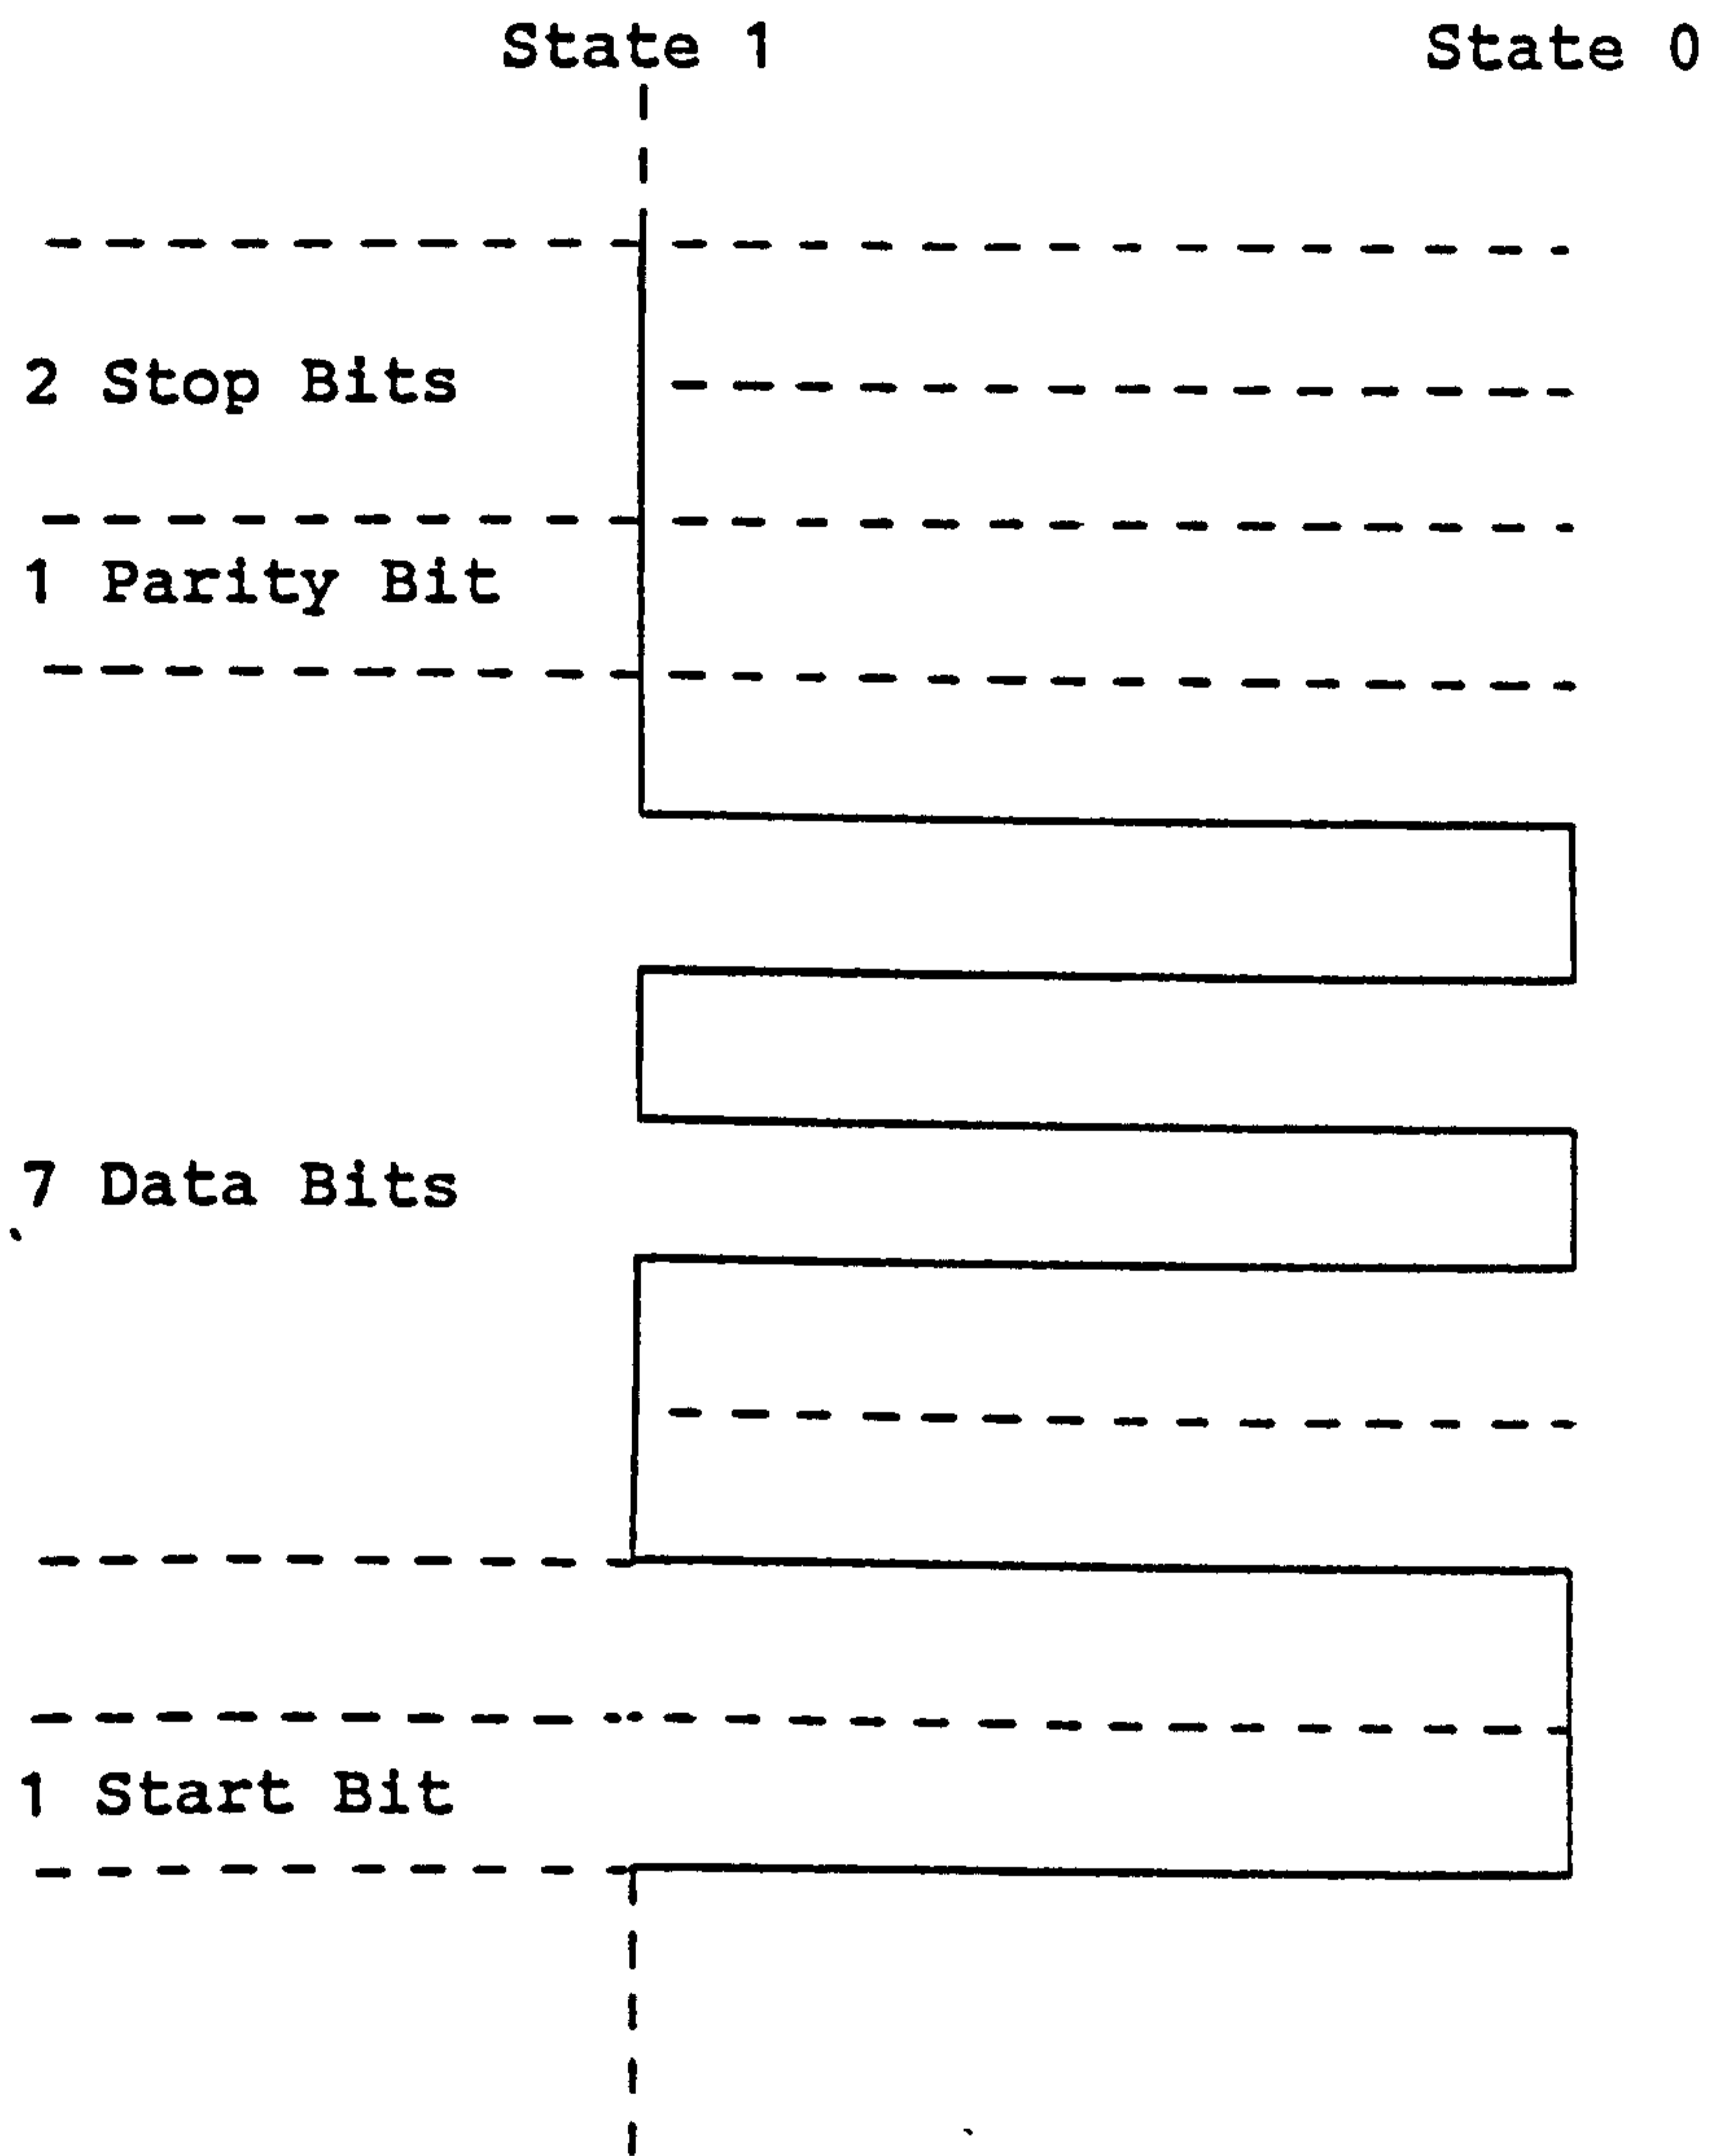 State 1 State 0
2 Stop Bits
1 Parity Bit
7 Data Bits
1 Start Bit